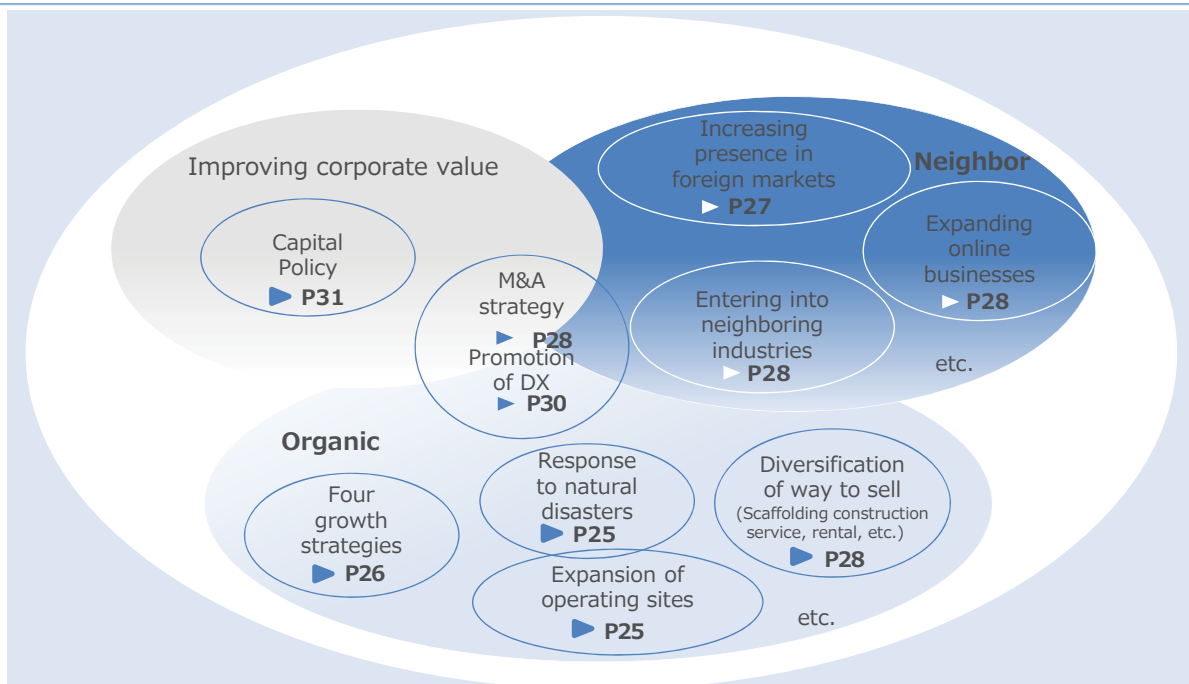 Improving corporate value
Capital
Policy
P31
M&A
strategy
P28
Promotion
of DX
P30
Increasing
presence in
foreign markets
P27
Neighbor
Expanding
online
businesses
P28
Entering into
neighboring
industries
P28
etc.
Organic
Four
growth
strategies
P26
Response
to natural
disasters
P25
Expansion of
operating sites
P25
Diversification
of way to sell
(Scaffolding construction
service, rental, etc.)
P28
etc.